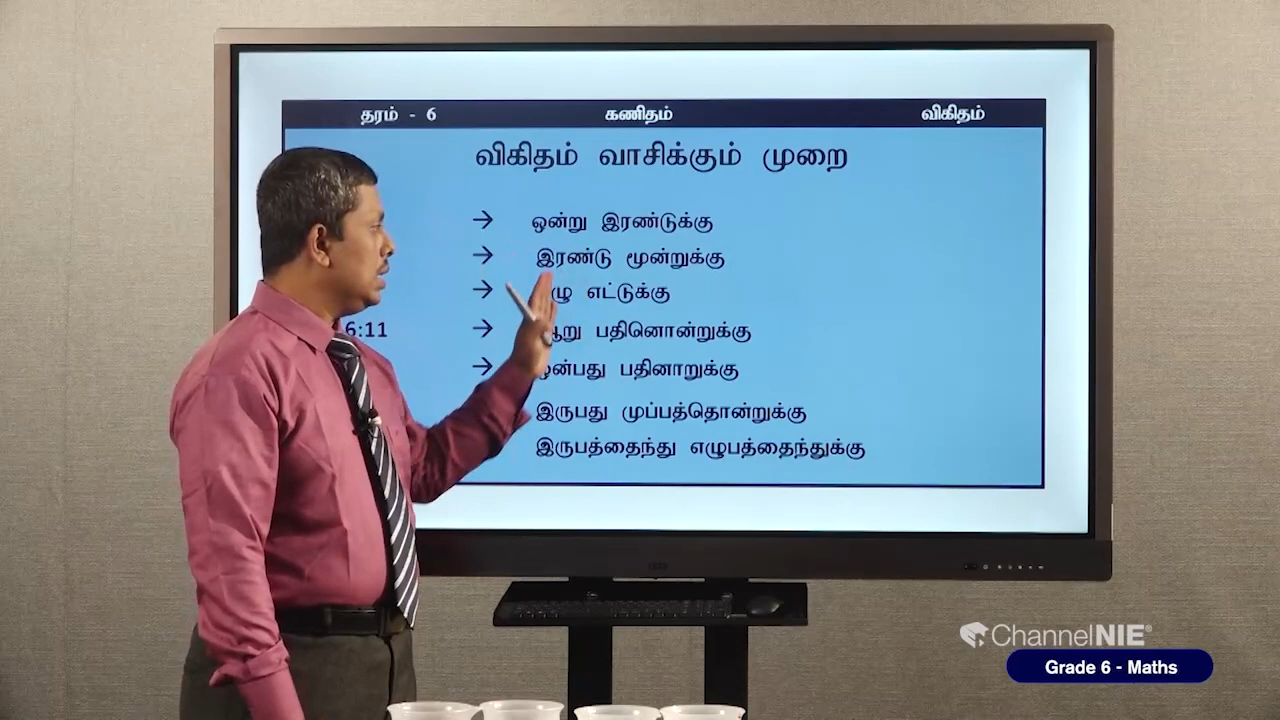 தரம் - 6 கணிதம் விகிதம்
விகிதம் வாசிக்கும் முறை
→ ஒன்று இரண்டுக்கு
→ இரண்டு மூன்றுக்கு
→ எட்டுக்கு
6:11 → பதினொன்றுக்கு
→ பதினாறுக்கு
இருபது முப்பத்தொன்றுக்கு
இருபத்தைந்து எழுபத்தைந்துக்கு
ChannelNIE®
Grade 6 - Maths